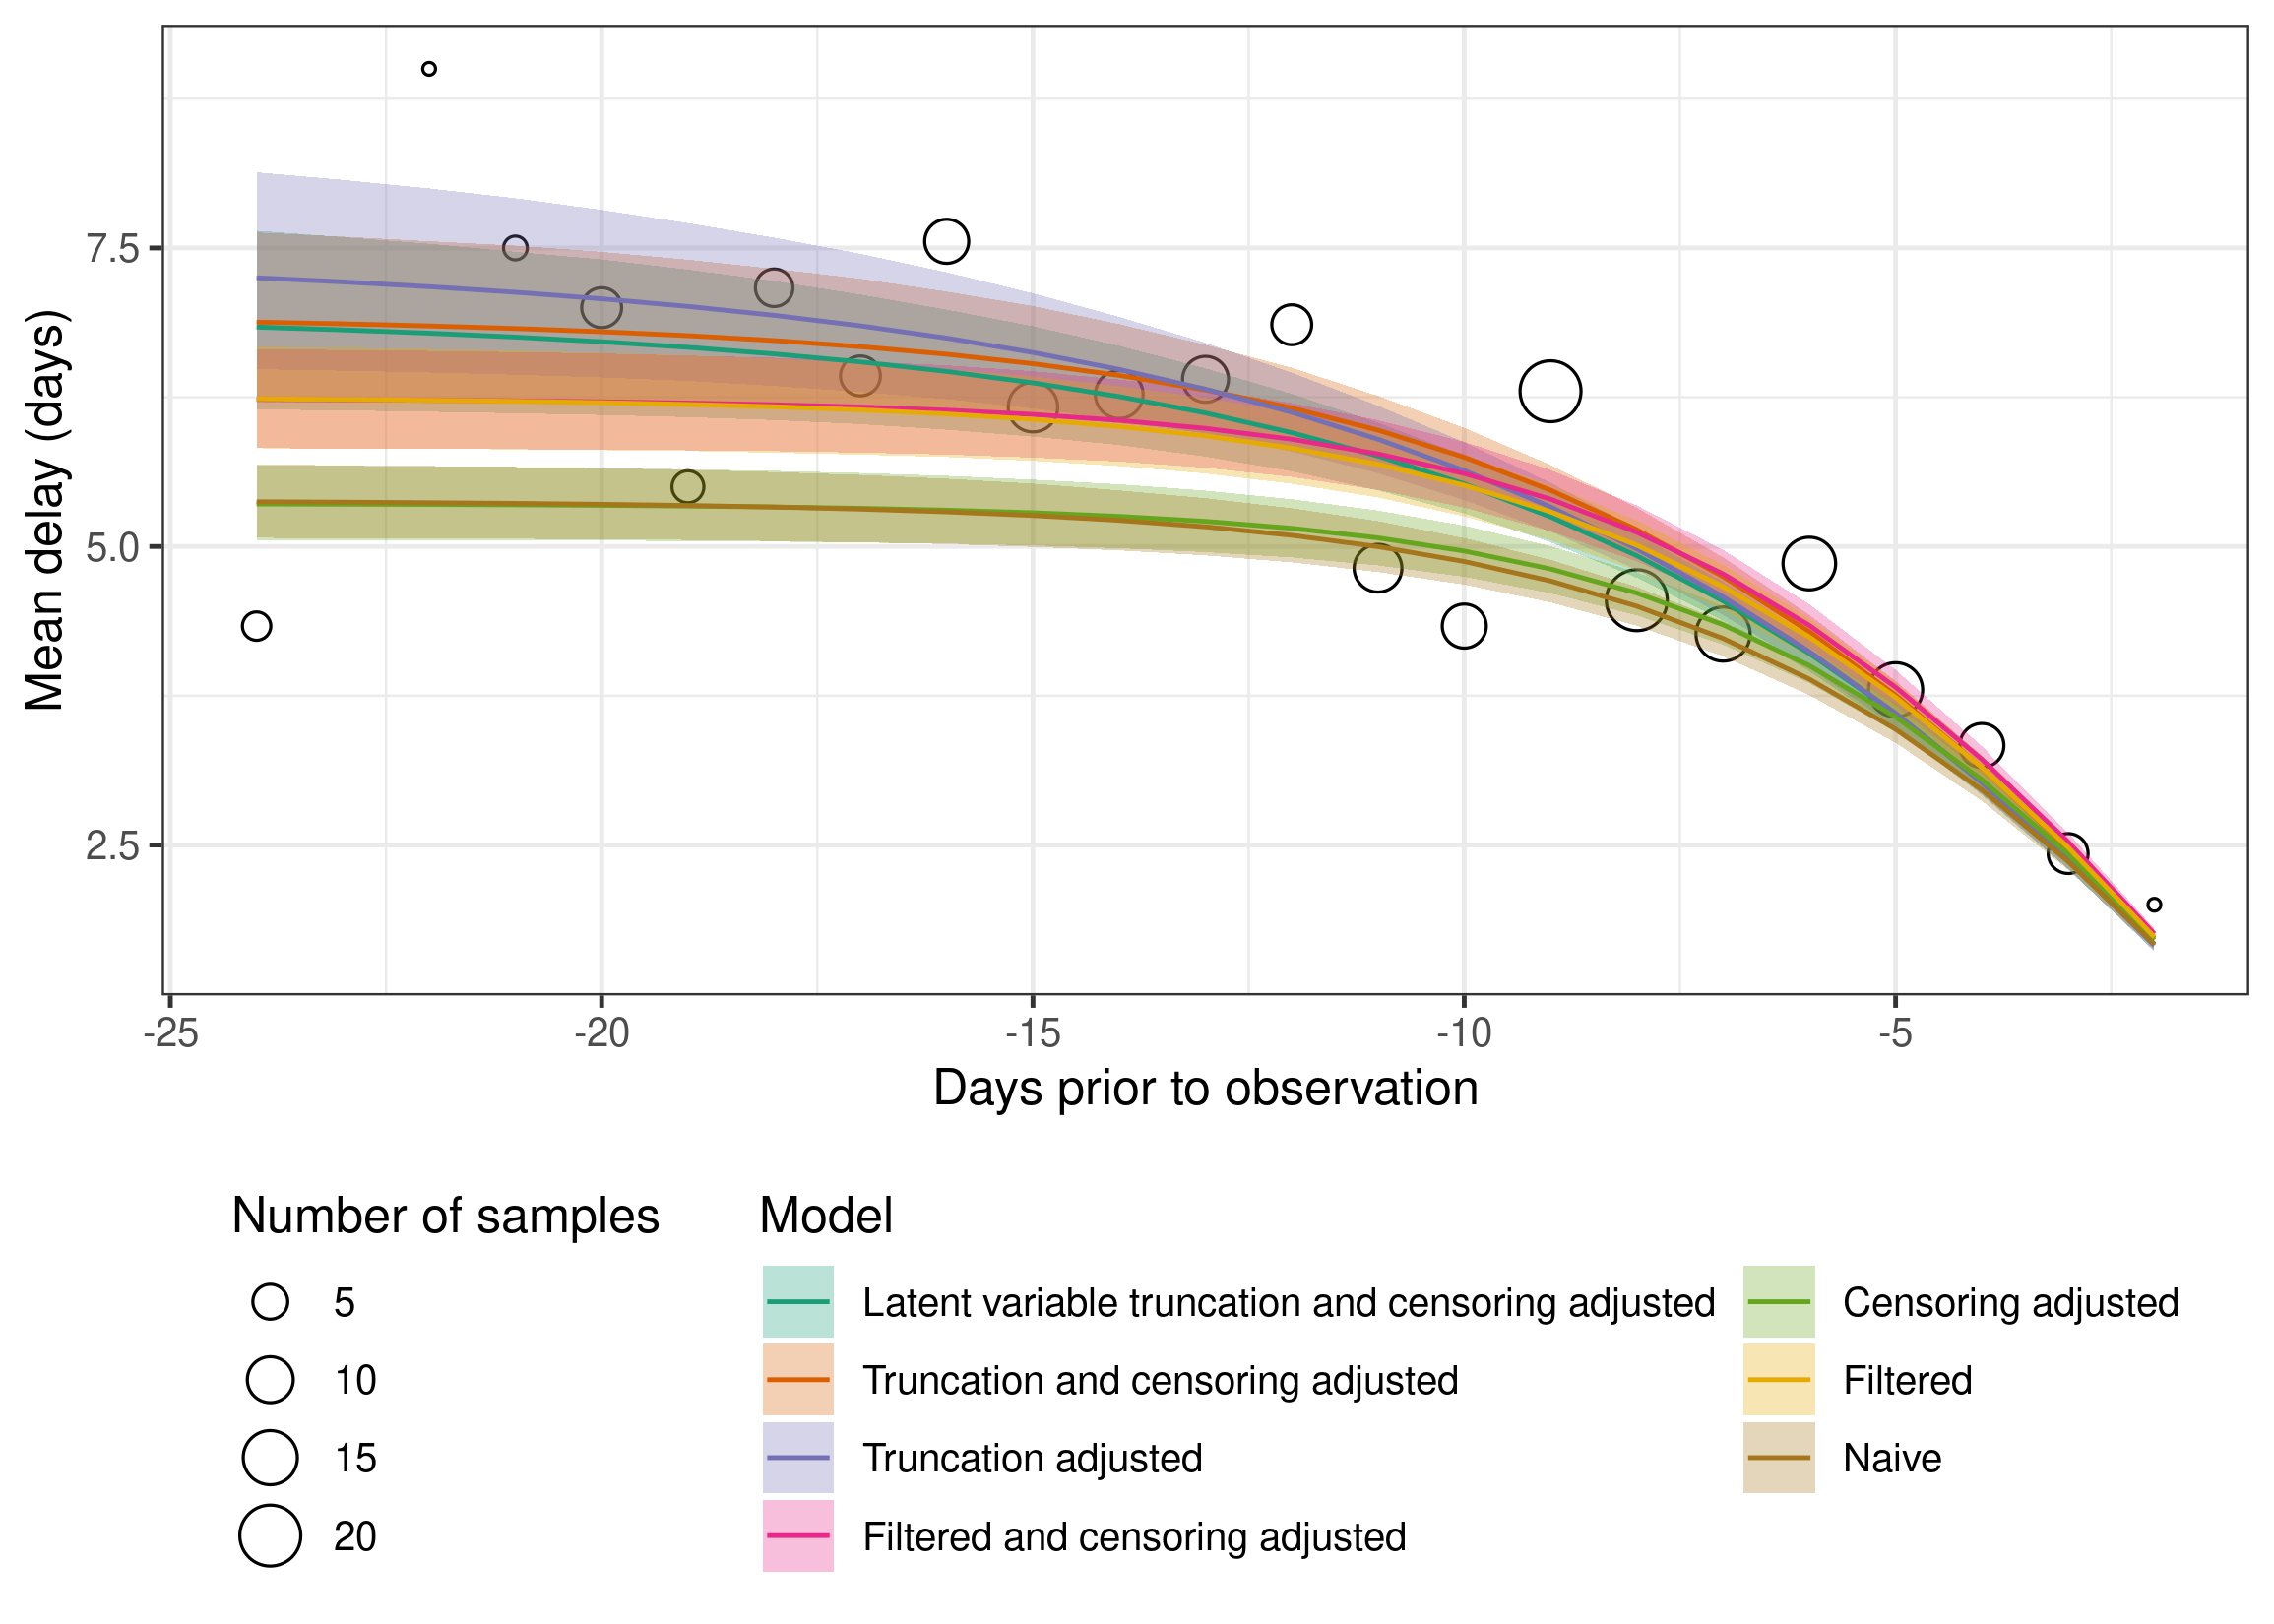 Mean delay (days)
7.5
5.0
2.5
-25 -20 -15 -10 -5
Days prior to observation
Number of samples
5
10
15
20
Model
Latent variable truncation and censoring adjusted
Truncation and censoring adjusted
Truncation adjusted
Filtered and censoring adjusted
Censoring adjusted
Filtered
Naive